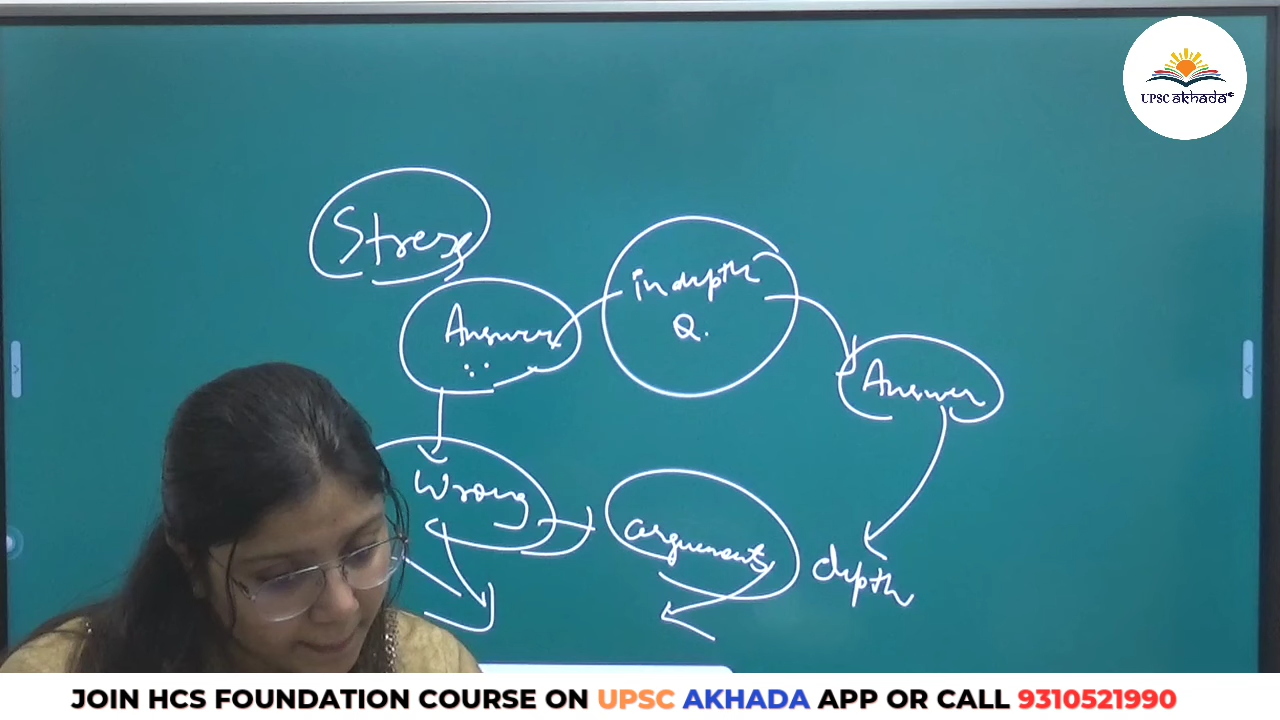 UPSC akhada
Stress
in depth
Q.
Answer
Answer
Wrong
arguements
depth
JOIN HCS FOUNDATION COURSE ON UPSC AKHADA APP OR CALL 9310521990